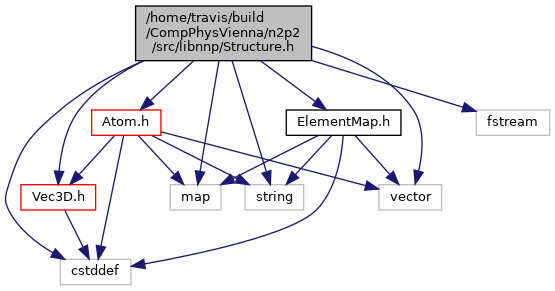 /home/travis/build
/CompPhysVienna/n2p2
/src/libnnp/Structure.h
Atom.h
ElementMap.h
fstream
Vec3D.h
map
string
vector
cstddef